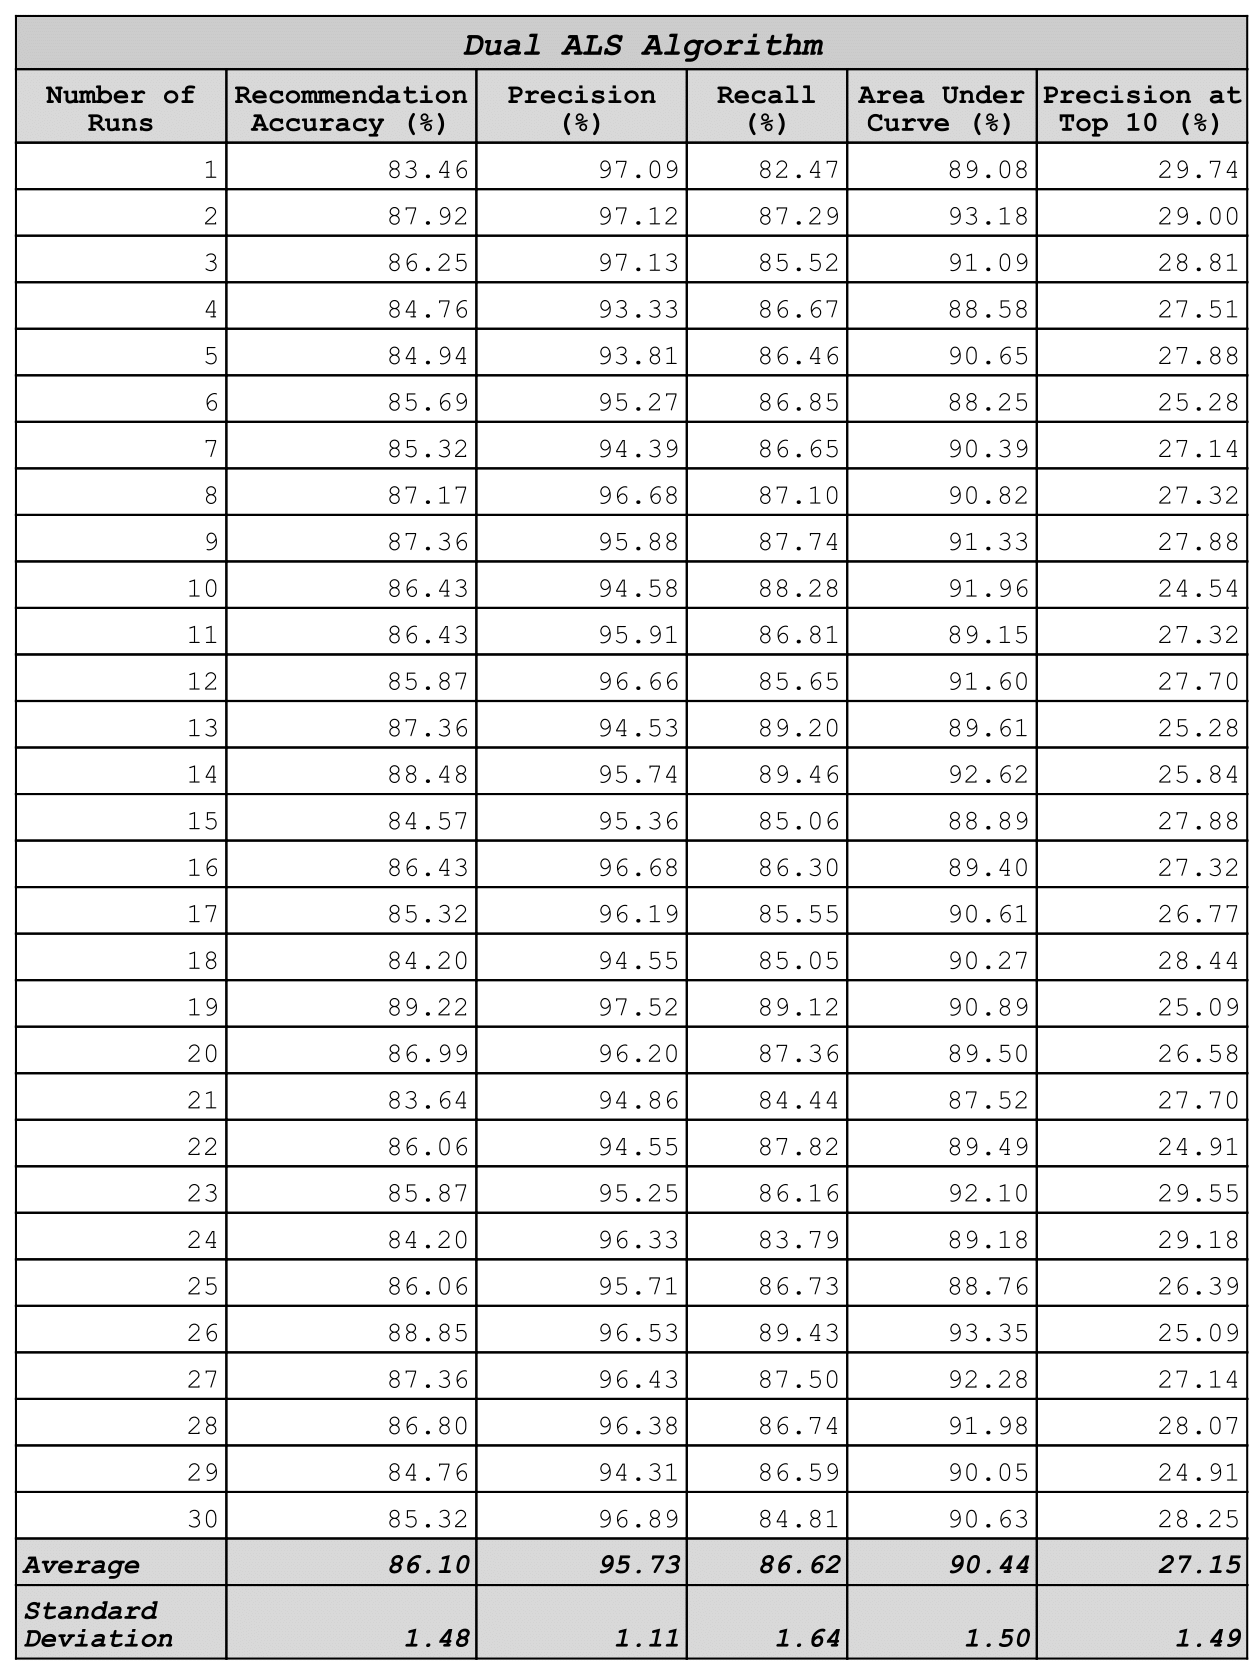 Dual ALS Algorithm
Number of Runs Recommendation Accuracy (%) Precision (%) Recall (%) Area Under Curve (%) Precision at Top 10 (%)
1 83.46 97.09 82.47 89.08 29.74
2 87.92 97.12 87.29 93.18 29.00
3 86.25 97.13 85.52 91.09 28.81
4 84.76 93.33 86.67 88.58 27.51
5 84.94 93.81 86.46 90.65 27.88
6 85.69 95.27 86.85 88.25 25.28
7 85.32 94.39 86.65 90.39 27.14
8 87.17 96.68 87.10 90.82 27.32
9 87.36 95.88 87.74 91.33 27.88
10 86.43 94.58 88.28 91.96 24.54
11 86.43 95.91 86.81 89.15 27.32
12 85.87 96.66 85.65 91.60 27.70
13 87.36 94.53 89.20 89.61 25.28
14 88.48 95.74 89.46 92.62 25.84
15 84.57 95.36 85.06 88.89 27.88
16 86.43 96.68 86.30 89.40 27.32
17 85.32 96.19 85.55 90.61 26.77
18 84.20 94.55 85.05 90.27 28.44
19 89.22 97.52 89.12 90.89 25.09
20 86.99 96.20 87.36 89.50 26.58
21 83.64 94.86 84.44 87.52 27.70
22 86.06 94.55 87.82 89.49 24.91
23 85.87 95.25 86.16 92.10 29.55
24 84.20 96.33 83.79 89.18 29.18
25 86.06 95.71 86.73 88.76 26.39
26 88.85 96.53 89.43 93.35 25.09
27 87.36 96.43 87.50 92.28 27.14
28 86.80 96.38 86.74 91.98 28.07
29 84.76 94.31 86.59 90.05 24.91
30 85.32 96.89 84.81 90.63 28.25
Average 86.10 95.73 86.62 90.44 27.15
Standard
Deviation 1.48 1.11 1.64 1.50 1.49